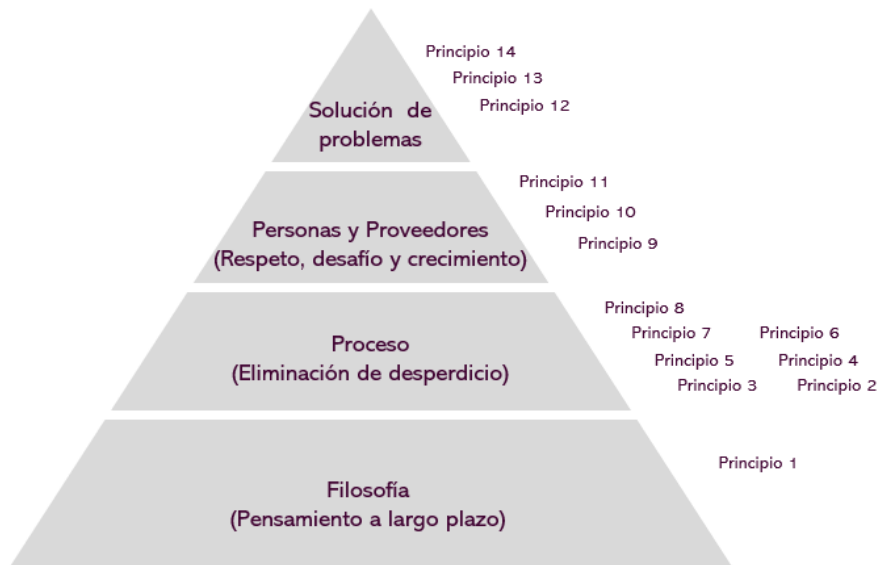 Principio 14
Principio 13
Principio 12
Solución de
problemas
Principio 11
Principio 10
Principio 9
Personas y Proveedores
(Respeto, desafío y crecimiento)
Principio 8
Principio 7 Principio 6
Principio 5 Principio 4
Principio 3 Principio 2
Proceso
(Eliminación de desperdicio)
Principio 1
Filosofía
(Pensamiento a largo plazo)